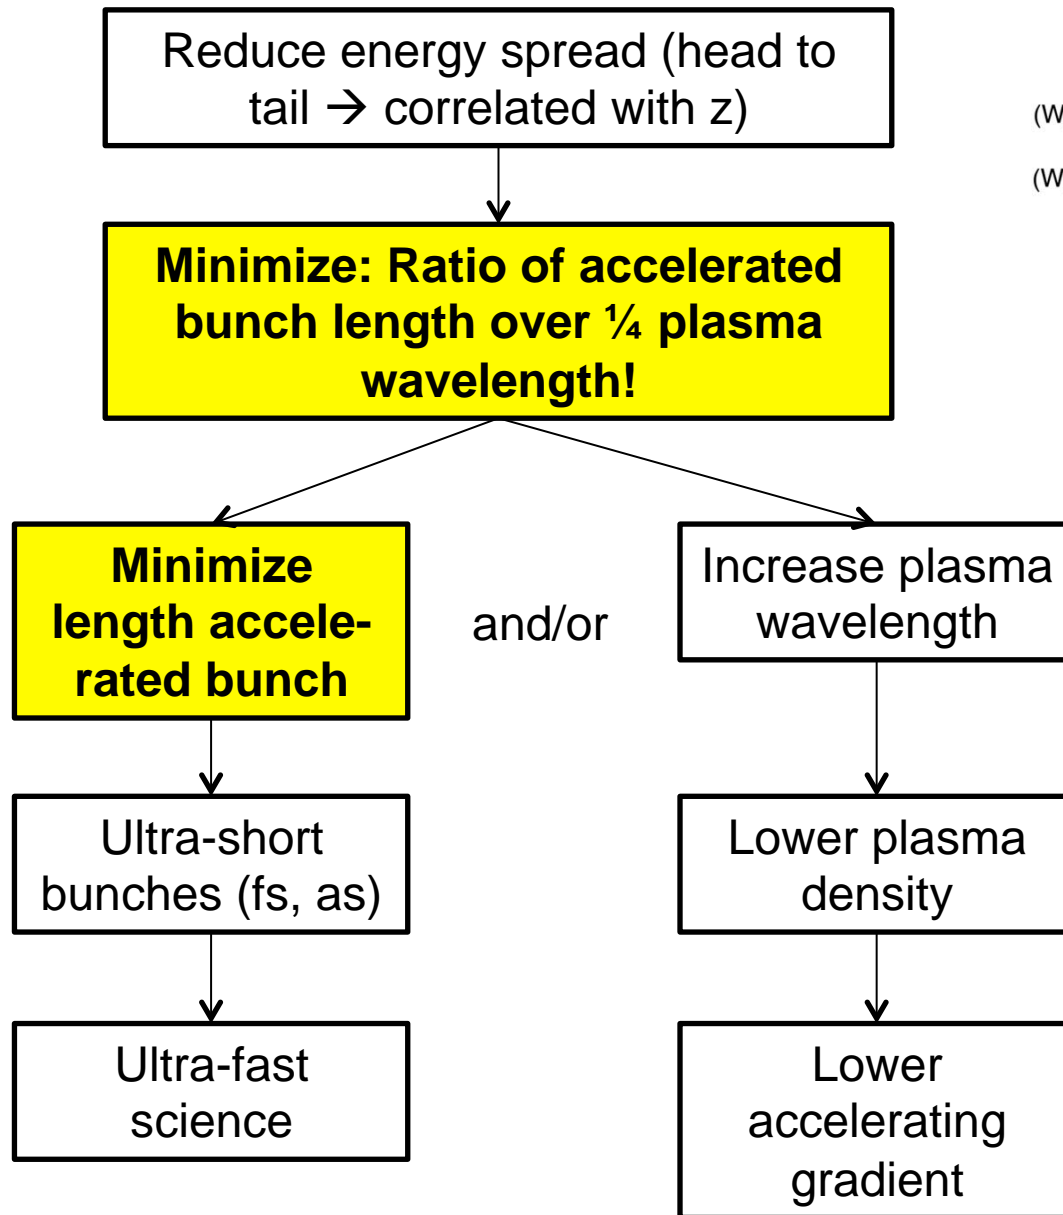 Reduce energy spread (head to
tail → correlated with z)
(W
(W
Minimize: Ratio of accelerated
bunch length over ¼ plasma
wavelength!
Minimize
length accele-
rated bunch
and/or
Increase plasma
wavelength
Ultra-short
bunches (fs, as)
Lower plasma
density
Ultra-fast
science
Lower
accelerating
gradient